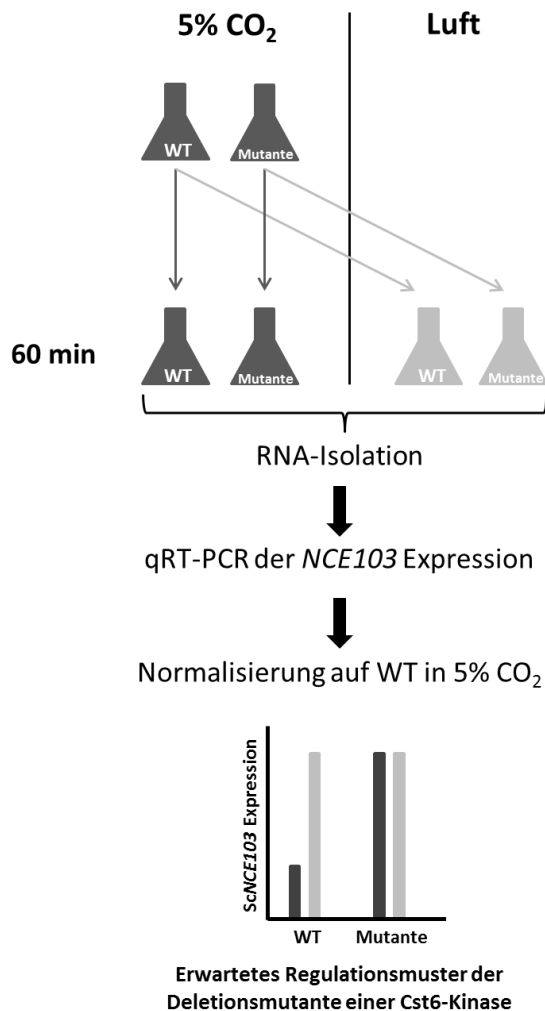 5% CO₂
Luft
WT
Mutante
60 min
WT
Mutante
WT
Mutante
RNA-Isolation
qRT-PCR der NCE103 Expression
Normalisierung auf WT in 5% CO₂
ScNCE103 Expression
WT
Mutante
Erwartetes Regulationsmuster der
Deletionsmutante einer Cst6-Kinase